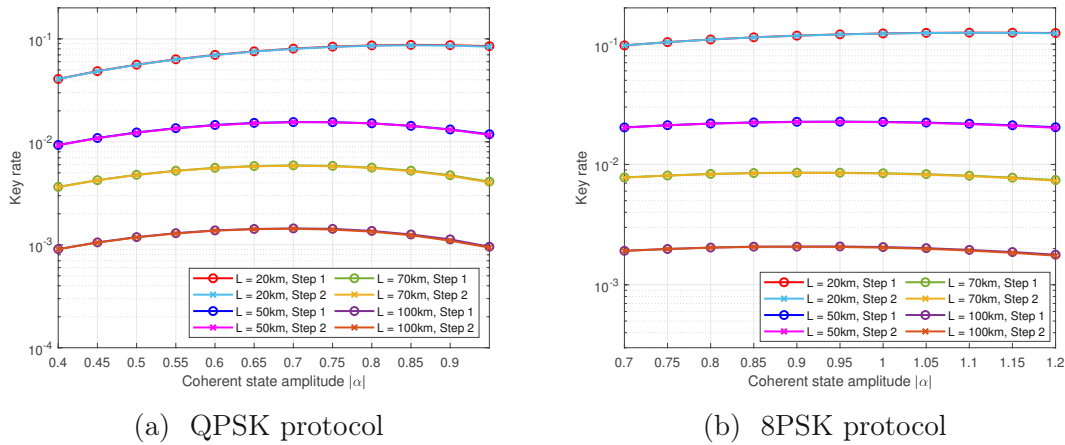 10^{-1}
10^{-2}
10^{-3}
10^{-4}
Key rate
L = 20km, Step 1
L = 20km, Step 2
L = 50km, Step 1
L = 50km, Step 2
L = 70km, Step 1
L = 70km, Step 2
L = 100km, Step 1
L = 100km, Step 2
0.4 0.45 0.5 0.55 0.6 0.65 0.7 0.75 0.8 0.85 0.9
Coherent state amplitude |α|
(a) QPSK protocol
10^{-1}
10^{-2}
10^{-3}
Key rate
L = 20km, Step 1
L = 20km, Step 2
L = 50km, Step 1
L = 50km, Step 2
L = 70km, Step 1
L = 70km, Step 2
L = 100km, Step 1
L = 100km, Step 2
0.7 0.75 0.8 0.85 0.9 0.95 1 1.05 1.1 1.15 1.2
Coherent state amplitude |α|
(b) 8PSK protocol